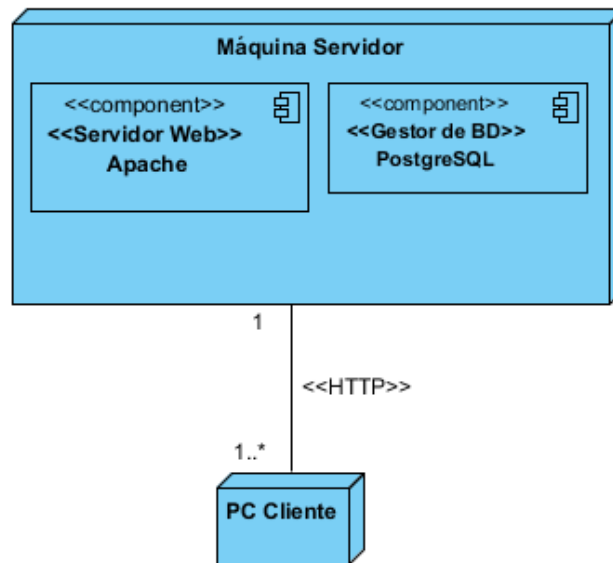 Máquina Servidor
<<component>>
<<Servidor Web>>
Apache
<<component>>
<<Gestor de BD>>
PostgreSQL
1
<<HTTP>>
1..*
PC Cliente